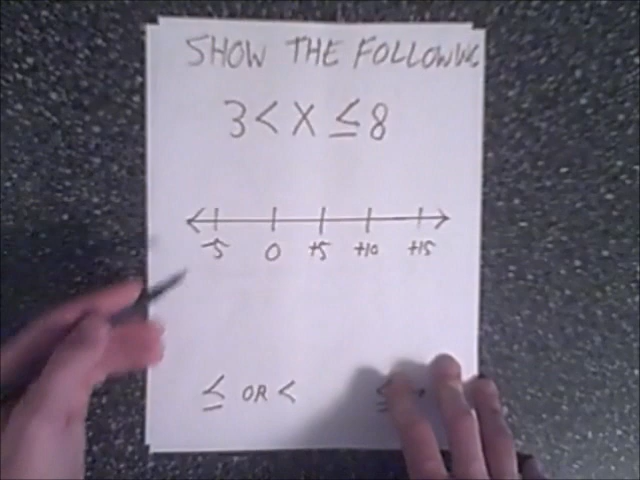 SHOW THE FOLLOWING
3 < X ≤ 8
-5 0 +5 +10 +15
≤ OR < ≤